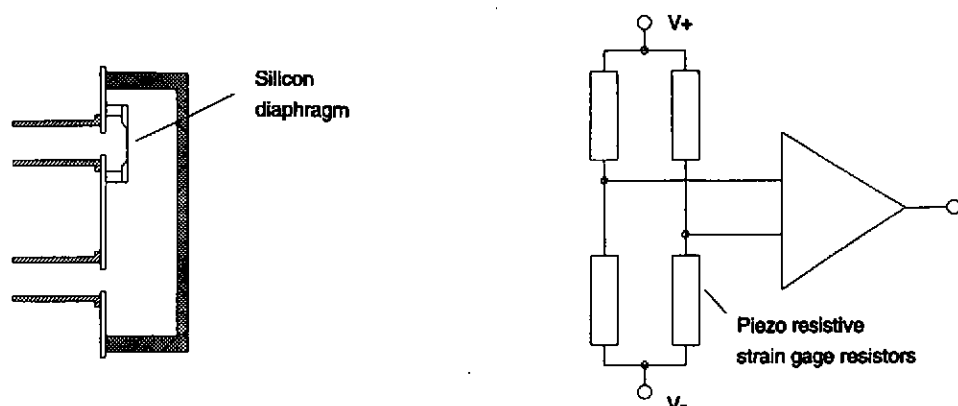 Silicon
diaphragm
V+
Piezo resistive
strain gage resistors
V-